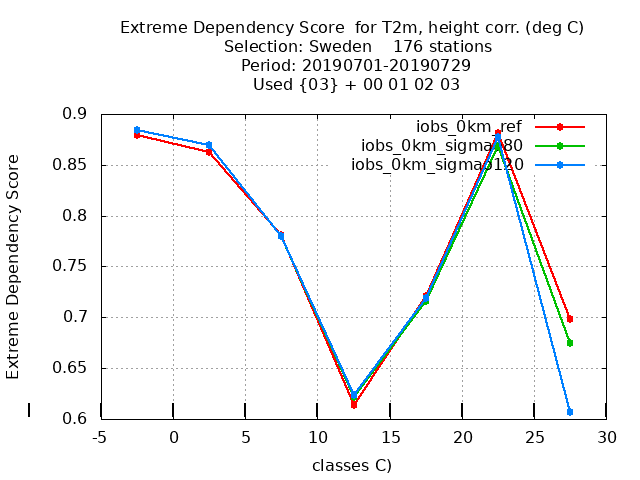 Extreme Dependency Score for T2m, height corr. (deg C)
Selection: Sweden 176 stations
Period: 20190701-20190729
Used {03} + 00 01 02 03
iobs_0km_ref
iobs_0km_sigmao80
iobs_0km_sigmao120
Extreme Dependency Score
0.9
0.85
0.8
0.75
0.7
0.65
0.6
-5 0 5 10 15 20 25 30
classes C)